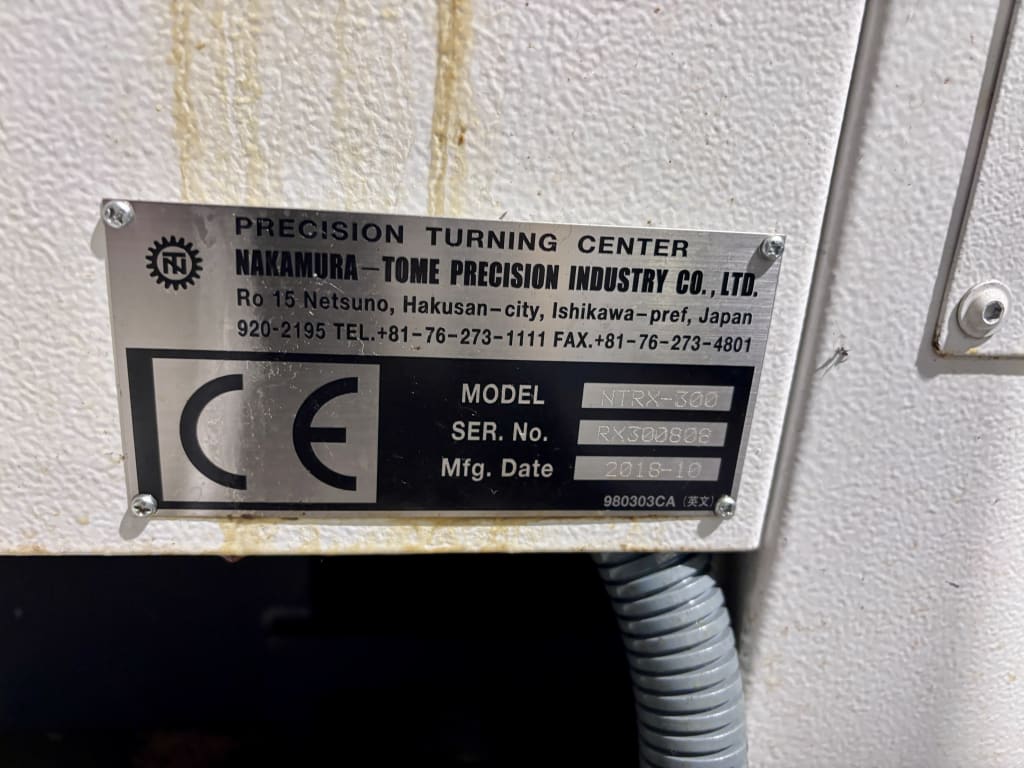 PRECISION TURNING CENTER
NAKAMURA-TOME PRECISION INDUSTRY CO., LTD.
Ro 15 Netsuno, Hakusan-city, Ishikawa-pref, Japan
920-2195 TEL.+81-76-273-1111 FAX.+81-76-273-4801
CE
MODEL NTRX-300
SER. No.
Mfg. Date 2018-10
980303CA (英文)